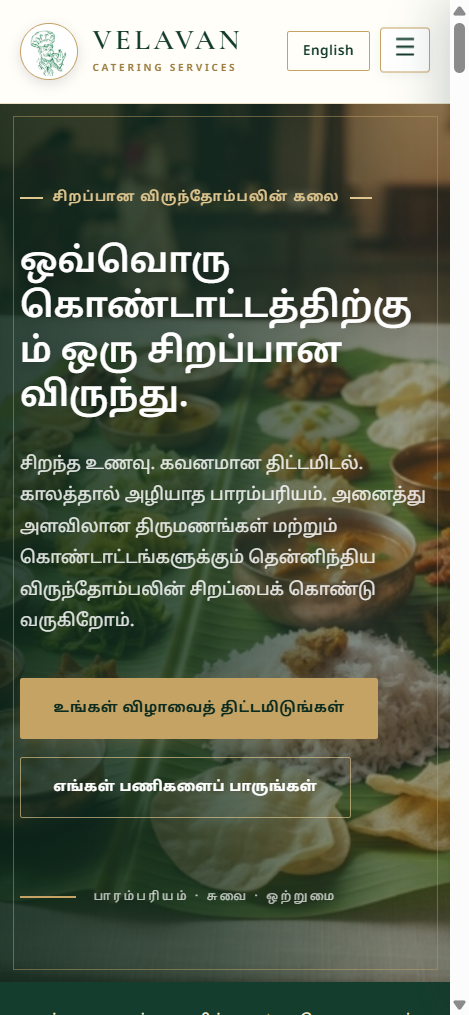 VELAVAN
CATERING SERVICES
English
சிறப்பான விருந்தோம்பலின் கலை
ஒவ்வொரு
கொண்டாட்டத்திற்கு
ம் ஒரு சிறப்பான
விருந்து.
சிறந்த உணவு. கவனமான திட்டமிடல்.
காலத்தால் அழியாத பாரம்பரியம். அனைத்து
அளவிலான திருமணங்கள் மற்றும்
கொண்டாட்டங்களுக்கும் தென்னிந்திய
விருந்தோம்பலின் சிறப்பைக் கொண்டு
வருகிறோம்.
உங்கள் விழாவைத் திட்டமிடுங்கள்
எங்கள் பணிகளைப் பாருங்கள்
பாரம்பரியம் · சுவை · ஒற்றுமை